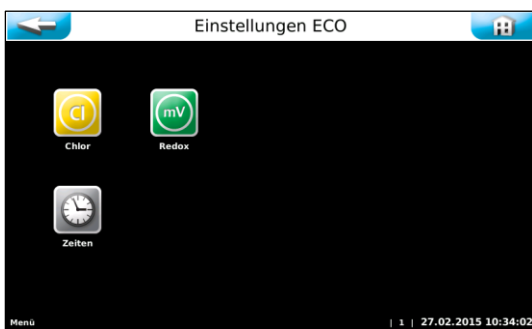 Einstellungen ECO
Cl
mV
Chlor
Redox
Zeiten
Menü
| 1 | 27.02.2015 10:34:02